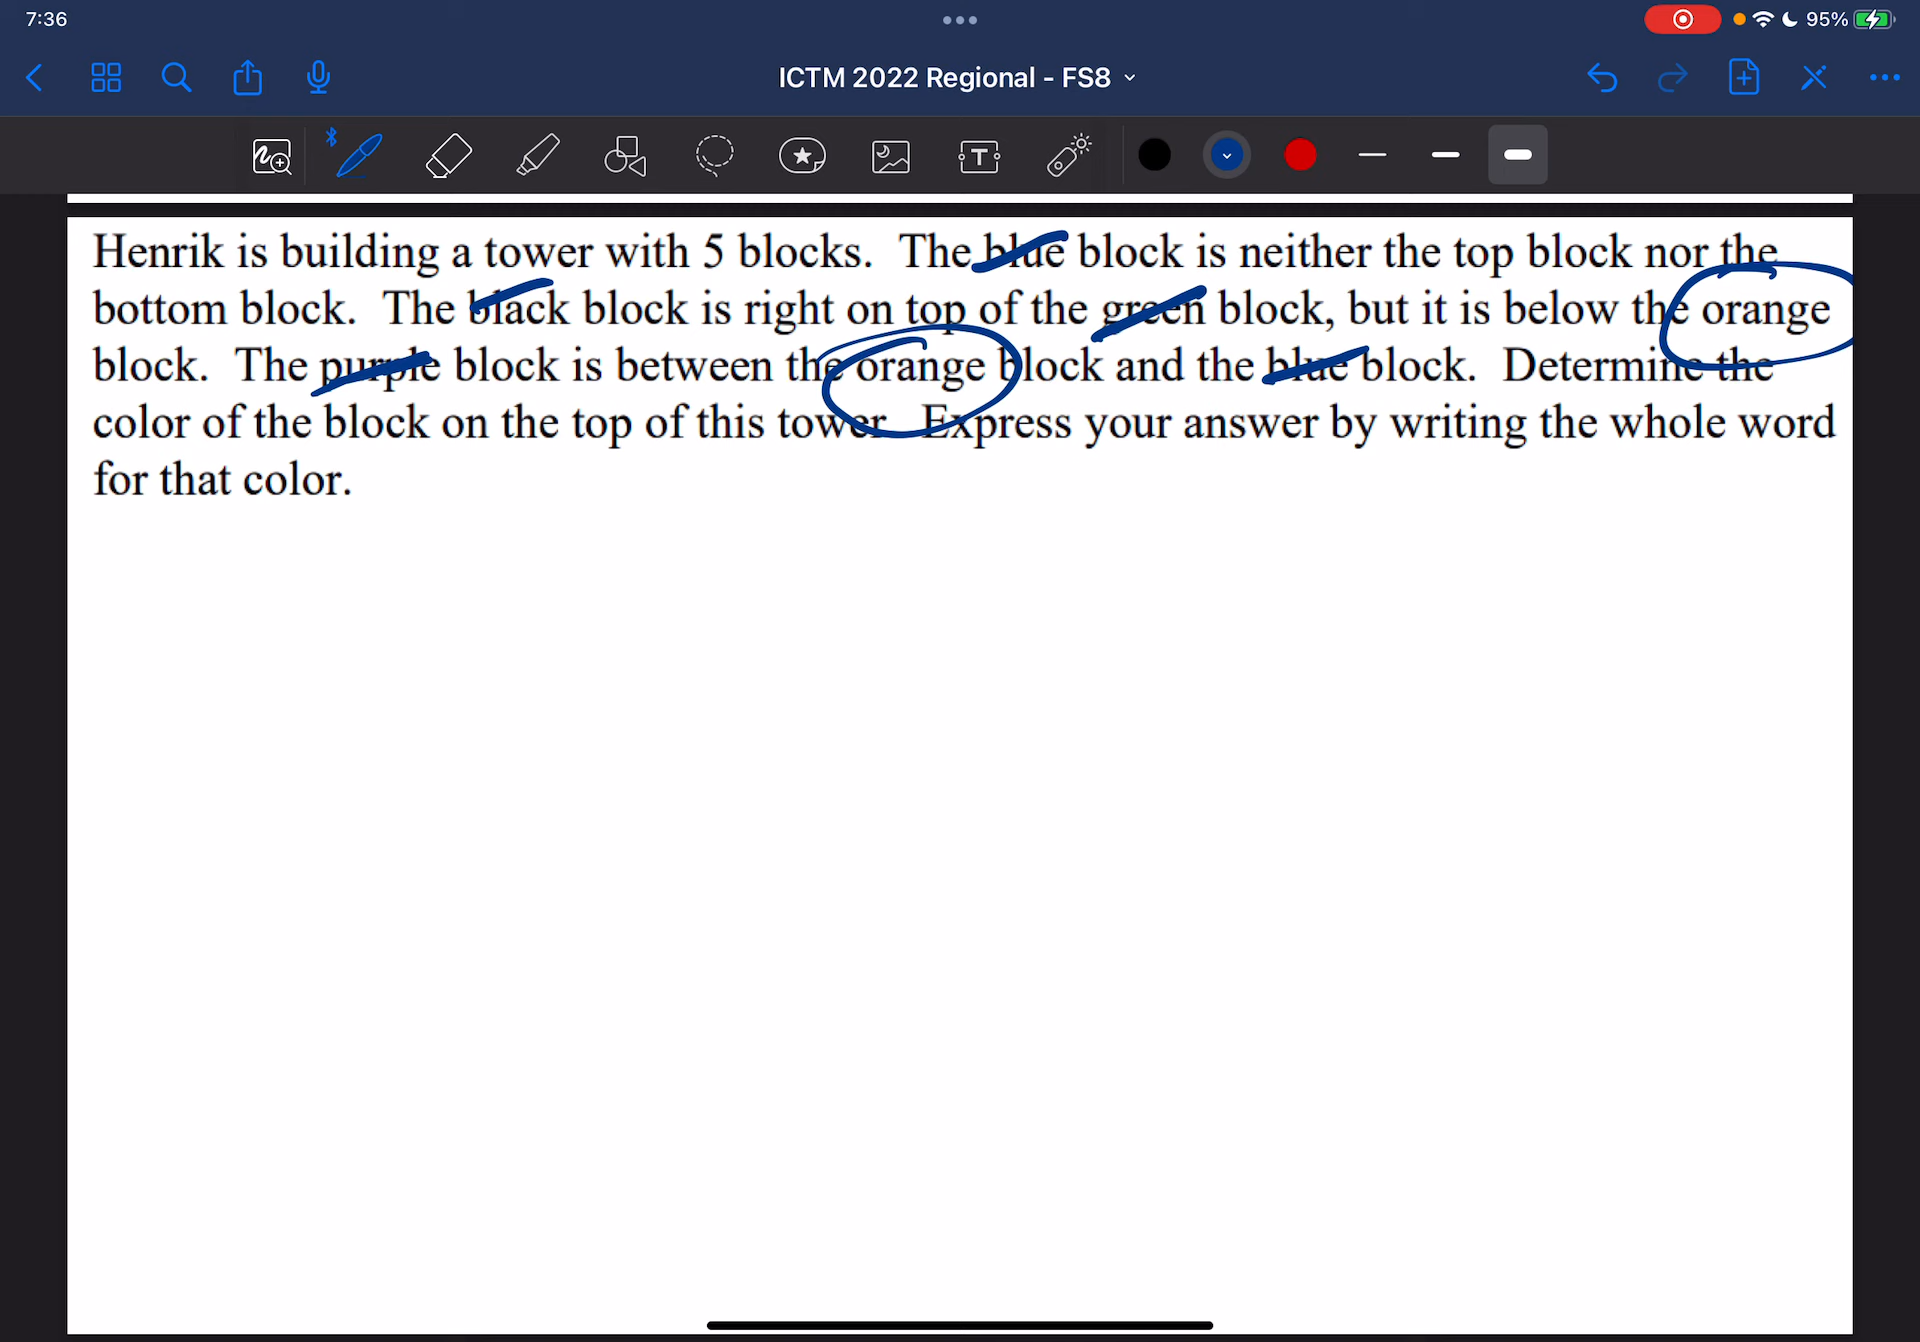 7:36
95%
ICTM 2022 Regional - FS8
T
Henrik is building a tower with 5 blocks. The blue block is neither the top block nor the
bottom block. The black block is right on top of the green block, but it is below the orange
block. The purple block is between the orange block and the blue block. Determine the
color of the block on the top of this tower. Express your answer by writing the whole word
for that color.